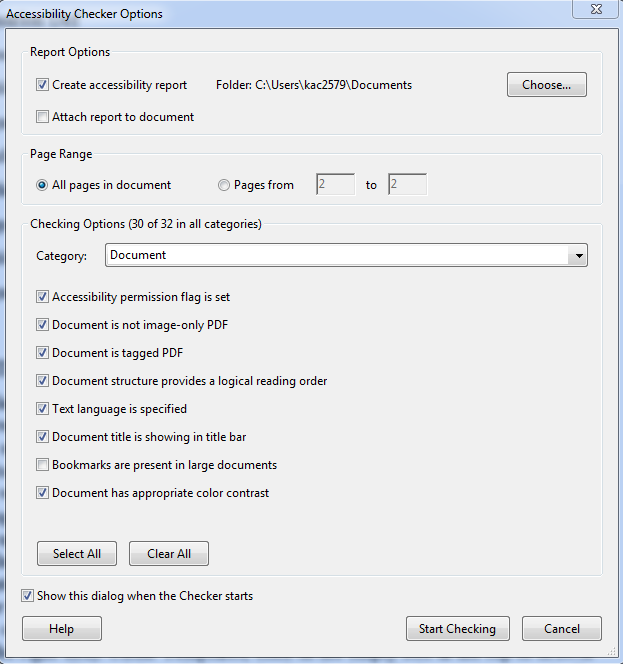 Accessibility Checker Options
Report Options
Create accessibility report Folder: C:\Users\kac2579\Documents Choose...
Attach report to document
Page Range
All pages in document Pages from 2 to 2
Checking Options (30 of 32 in all categories)
Category: Document
Accessibility permission flag is set
Document is not image-only PDF
Document is tagged PDF
Document structure provides a logical reading order
Text language is specified
Document title is showing in title bar
Bookmarks are present in large documents
Document has appropriate color contrast
Select All Clear All
Show this dialog when the Checker starts
Help Start Checking Cancel